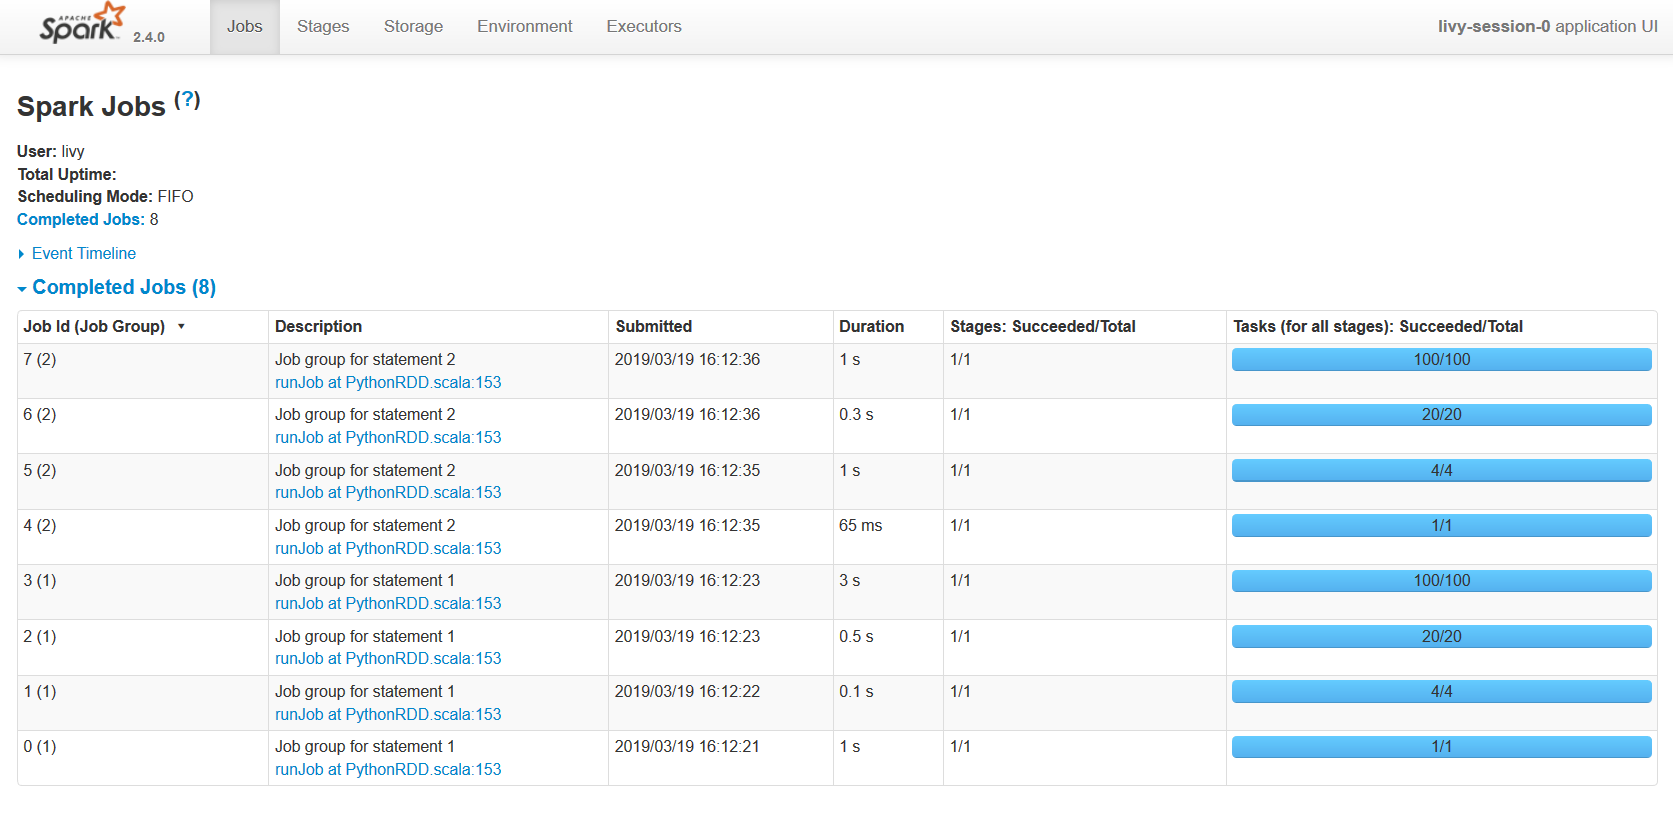 APACHE
Spark 2.4.0 Jobs Stages Storage Environment Executors livy-session-0 application UI
Spark Jobs (?)
User: livy
Total Uptime:
Scheduling Mode: FIFO
Completed Jobs: 8
Event Timeline
Completed Jobs (8)
Job Id (Job Group) ▾ Description Submitted Duration Stages: Succeeded/Total Tasks (for all stages): Succeeded/Total
7 (2) Job group for statement 2 2019/03/19 16:12:36 1 s 1/1 100/100
runJob at PythonRDD.scala:153
6 (2) Job group for statement 2 2019/03/19 16:12:36 0.3 s 1/1 20/20
runJob at PythonRDD.scala:153
5 (2) Job group for statement 2 2019/03/19 16:12:35 1 s 1/1 4/4
runJob at PythonRDD.scala:153
4 (2) Job group for statement 2 2019/03/19 16:12:35 65 ms 1/1 1/1
runJob at PythonRDD.scala:153
3 (1) Job group for statement 1 2019/03/19 16:12:23 3 s 1/1 100/100
runJob at PythonRDD.scala:153
2 (1) Job group for statement 1 2019/03/19 16:12:23 0.5 s 1/1 20/20
runJob at PythonRDD.scala:153
1 (1) Job group for statement 1 2019/03/19 16:12:22 0.1 s 1/1 4/4
runJob at PythonRDD.scala:153
0 (1) Job group for statement 1 2019/03/19 16:12:21 1 s 1/1 1/1
runJob at PythonRDD.scala:153